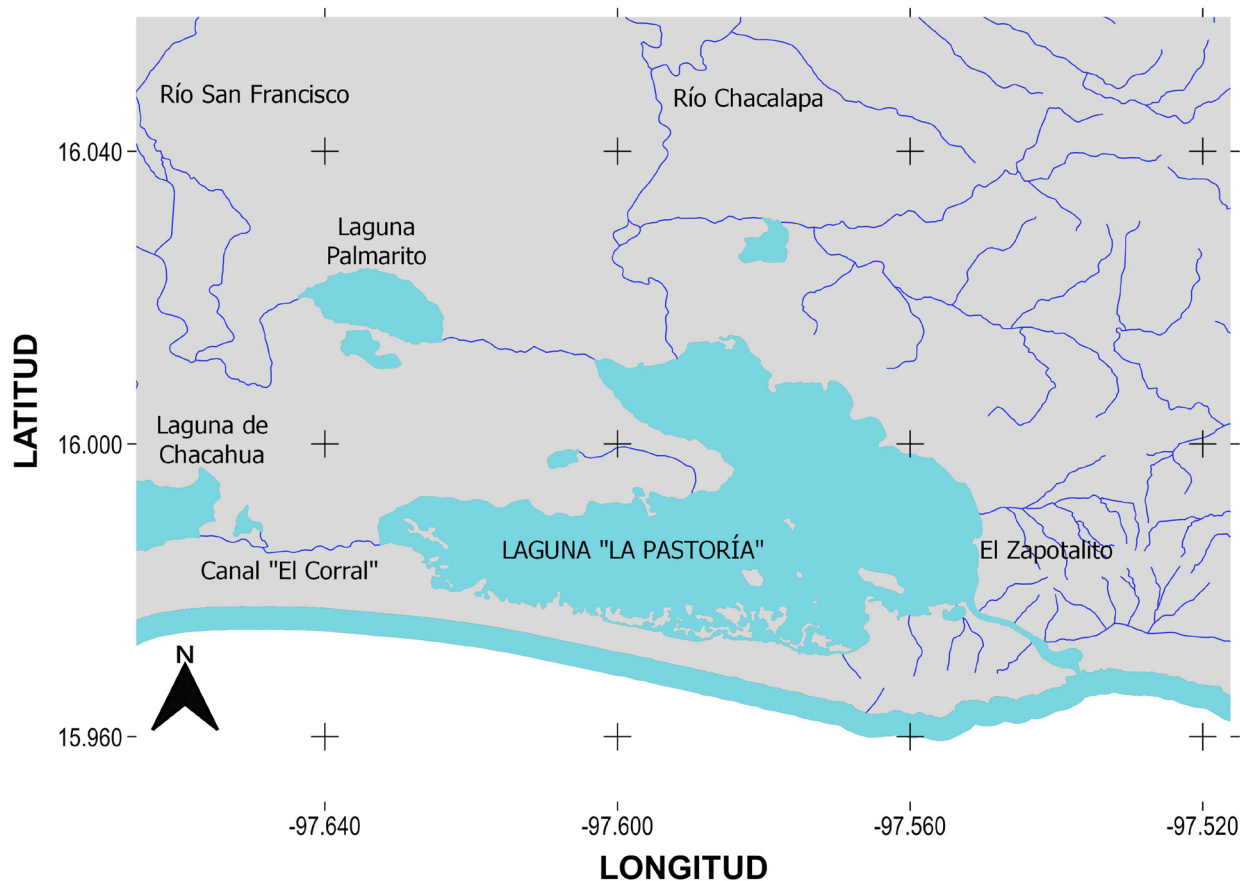 Río San Francisco
Río Chacalapa
16.040
Laguna
Palmarito
LATITUD
Laguna de
Chacahua
16.000
LAGUNA "LA PASTORÍA"
El Zapotalito
Canal "El Corral"
N
15.960
-97.640
-97.600
-97.560
-97.520
LONGITUD